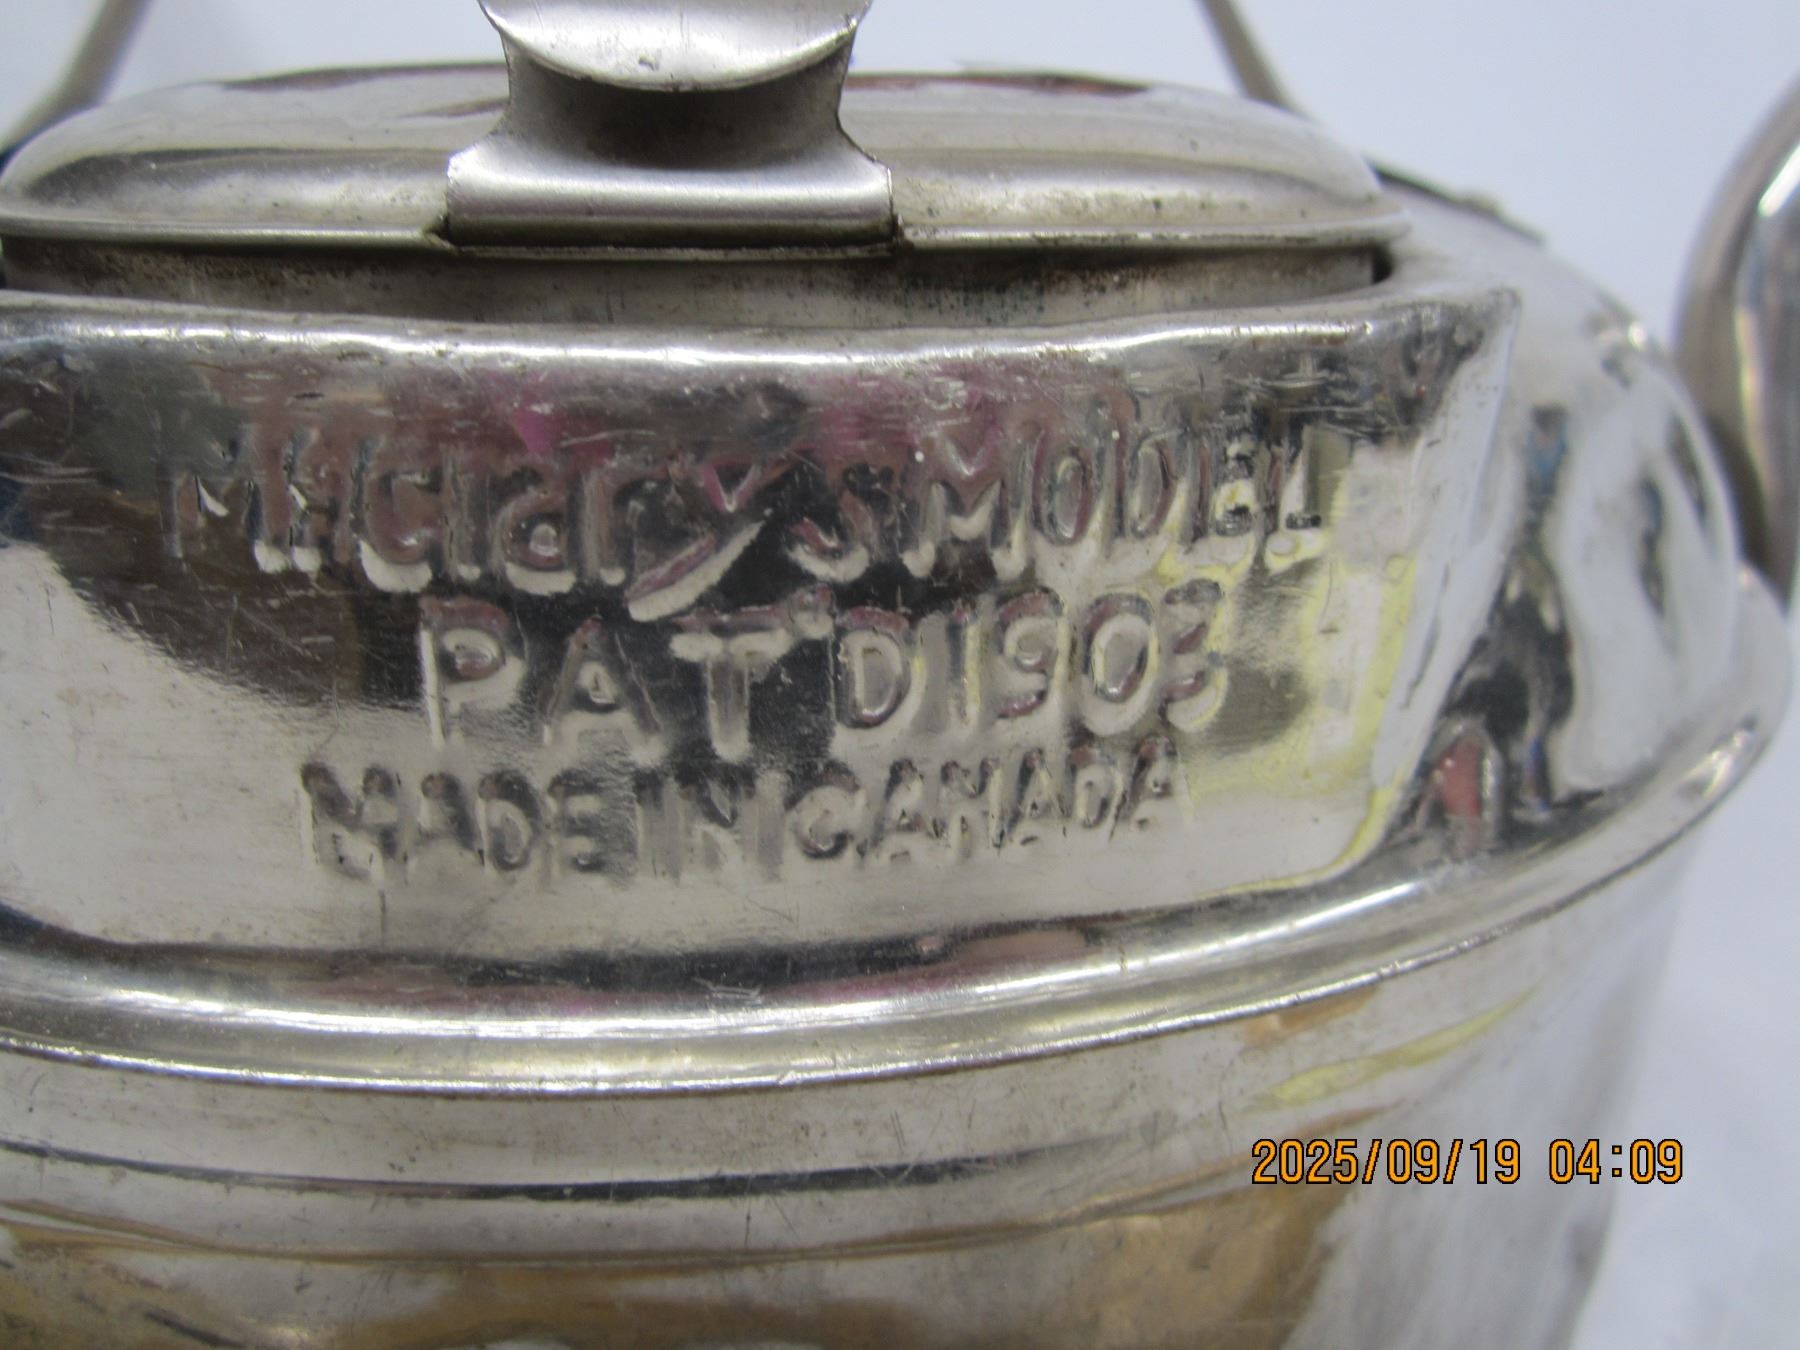 McClary's MODEL
PAT'D 1903
MADE IN CANADA
2025/09/19 04:09